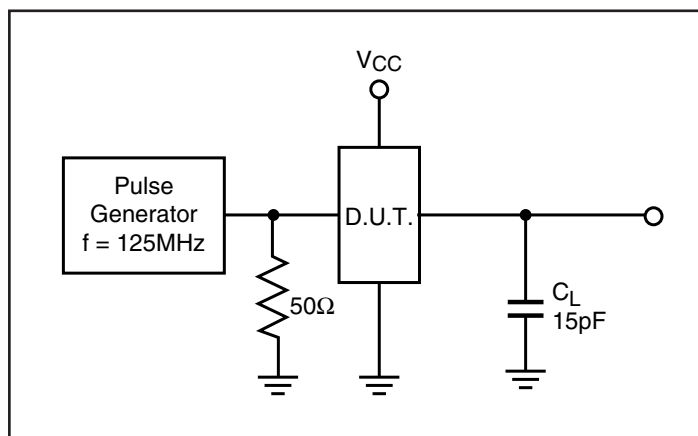 VCC
Pulse
Generator
f = 125MHz
D.U.T.
50Ω
CL
15pF